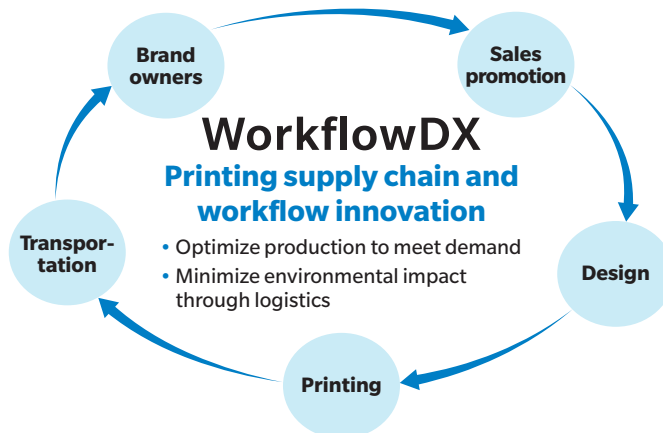 Brand
owners
Sales
promotion
WorkflowDX
Printing supply chain and
workflow innovation
• Optimize production to meet demand
• Minimize environmental impact
through logistics
Transpor-
tation
Design
Printing